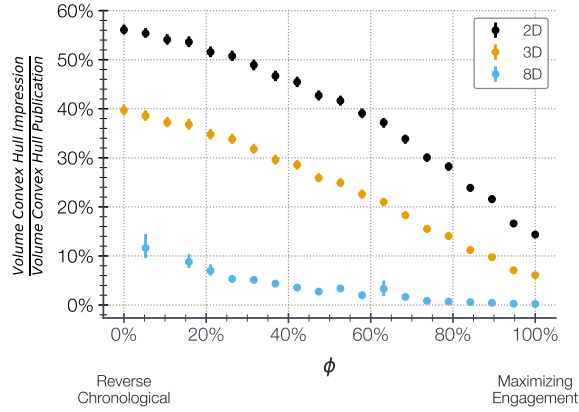 Volume Convex Hull Impression
Volume Convex Hull Publication
60%
50%
40%
30%
20%
10%
0%
2D
3D
8D
0% 20% 40% 60% 80% 100%
ϕ
Reverse Chronological
Maximizing Engagement